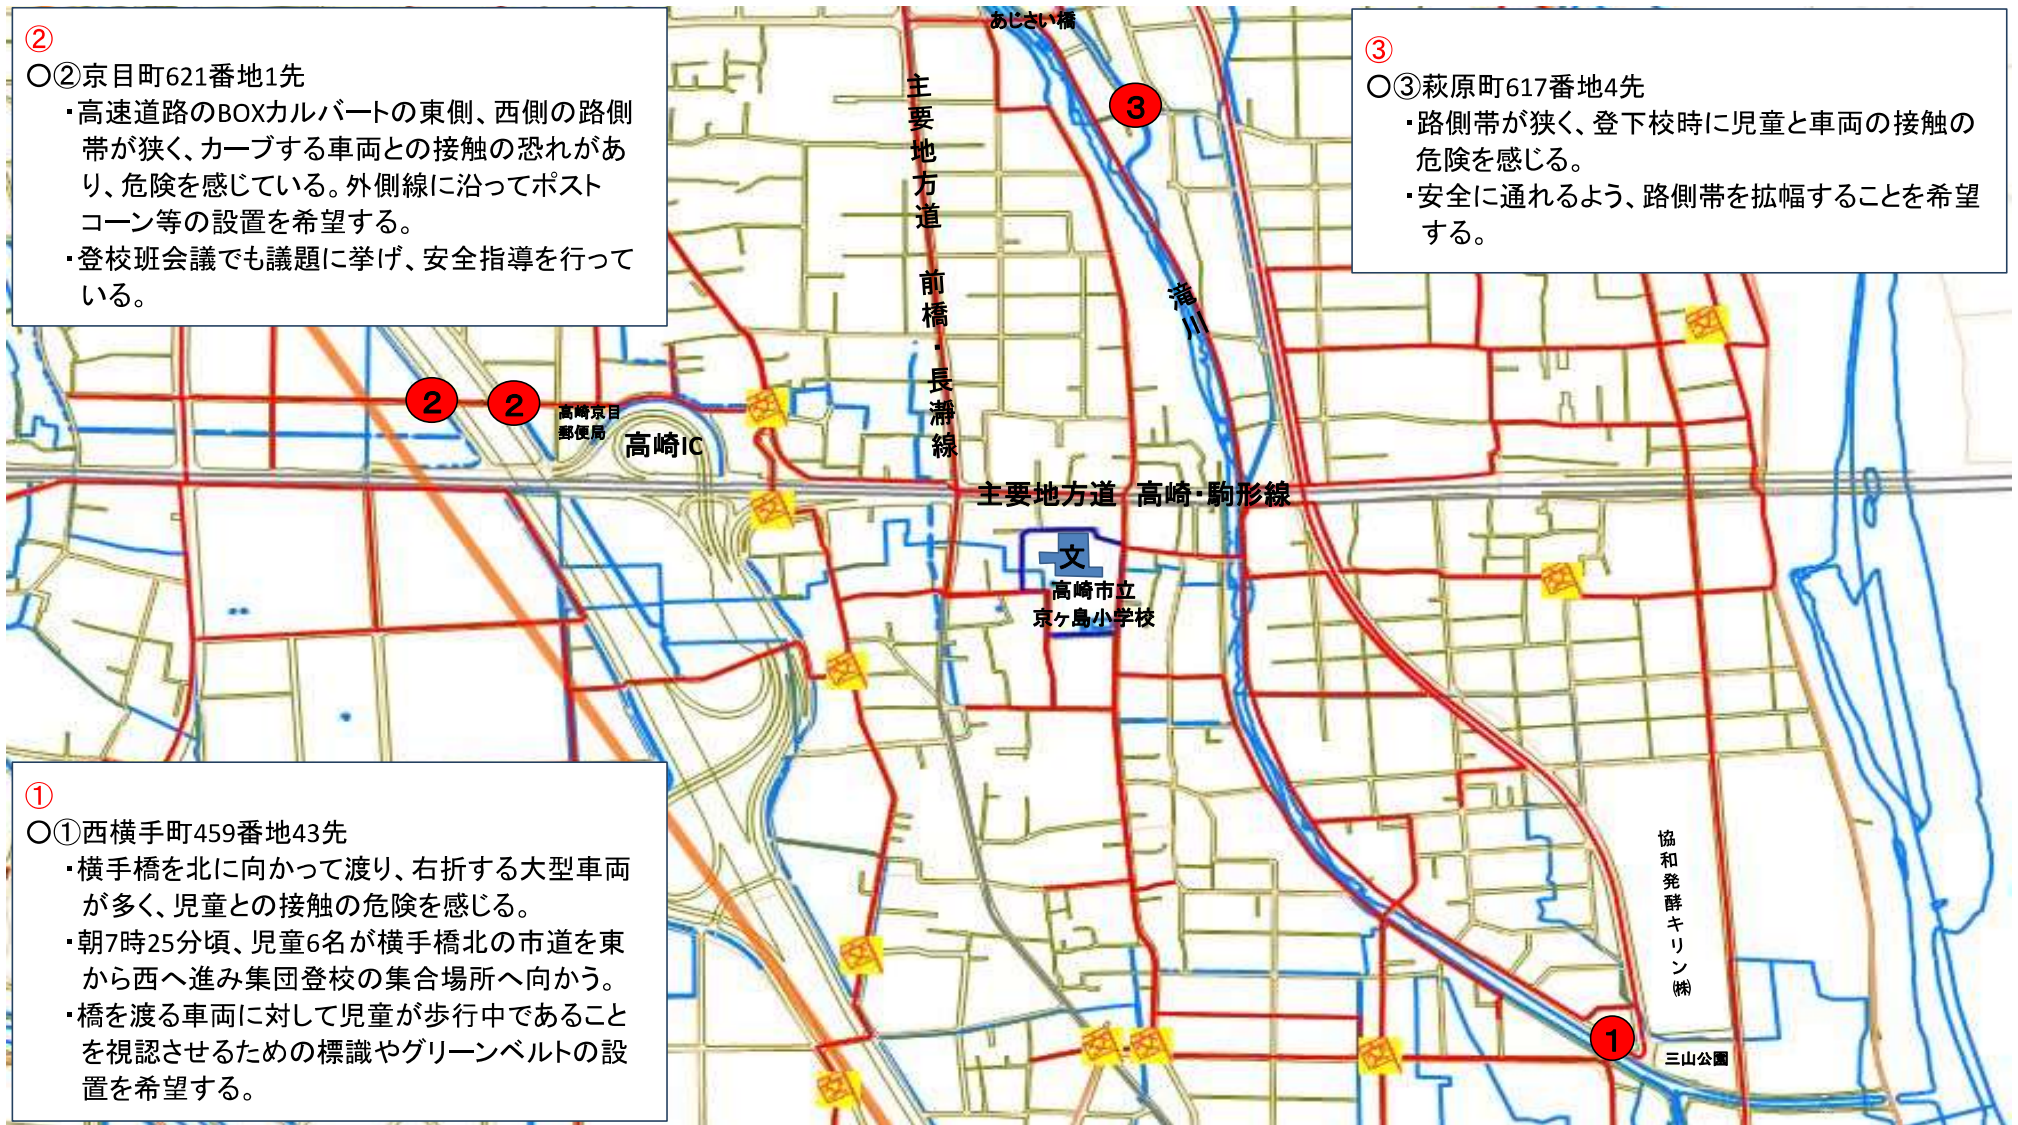 ②
〇②京目町621番地1先
・高速道路のBOXカルバートの東側、西側の路側
帯が狭く、カーブする車両との接触の恐れがあ
り、危険を感じている。外側線に沿ってポスト
コーン等の設置を希望する。
・登校班会議でも議題に挙げ、安全指導を行って
いる。
③
〇③萩原町617番地4先
・路側帯が狭く、登下校時に児童と車両の接触の
危険を感じる。
・安全に通れるよう、路側帯を拡幅することを希望
する。
あじさい橋
3
主要地方道 前橋・長瀞線
滝川
2
2
高崎京目
郵便局
高崎IC
主要地方道 高崎・駒形線
文
高崎市立
京ヶ島小学校
①
〇①西横手町459番地43先
・横手橋を北に向かって渡り、右折する大型車両
が多く、児童との接触の危険を感じる。
・朝7時25分頃、児童6名が横手橋北の市道を東
から西へ進み集団登校の集合場所へ向かう。
・橋を渡る車両に対して児童が歩行中であること
を視認させるための標識やグリーンベルトの設
置を希望する。
協和発酵キリン㈱
1
三山公園